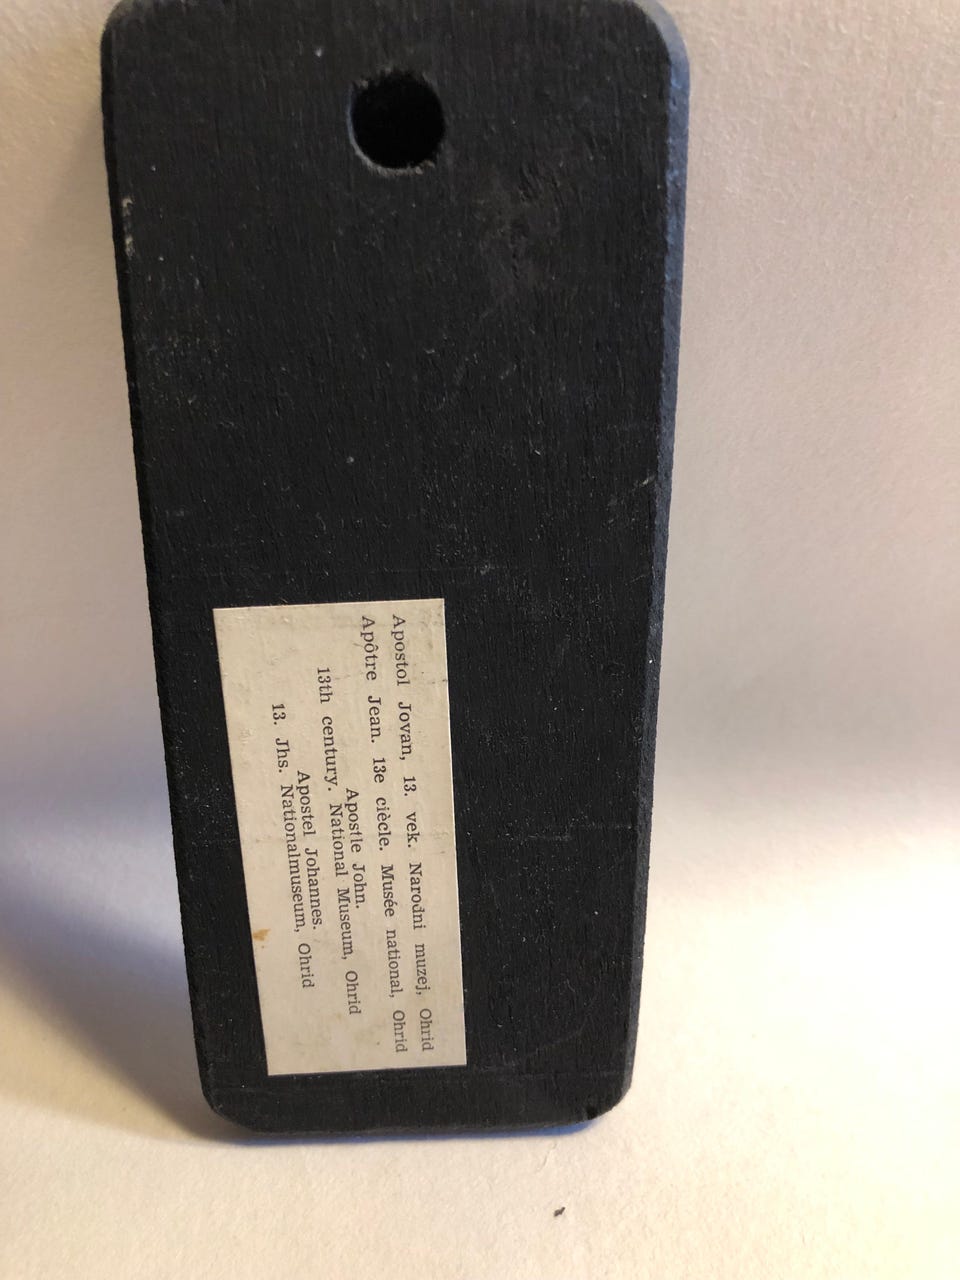 Apostol Jovan, 13. vek. Narodni muzej, Ohrid
Apôtre Jean. 13e ciècle. Musée national, Ohrid
Apostle John.
13th century. National Museum, Ohrid
Apostel Johannes.
13. Jhs. Nationalmuseum, Ohrid